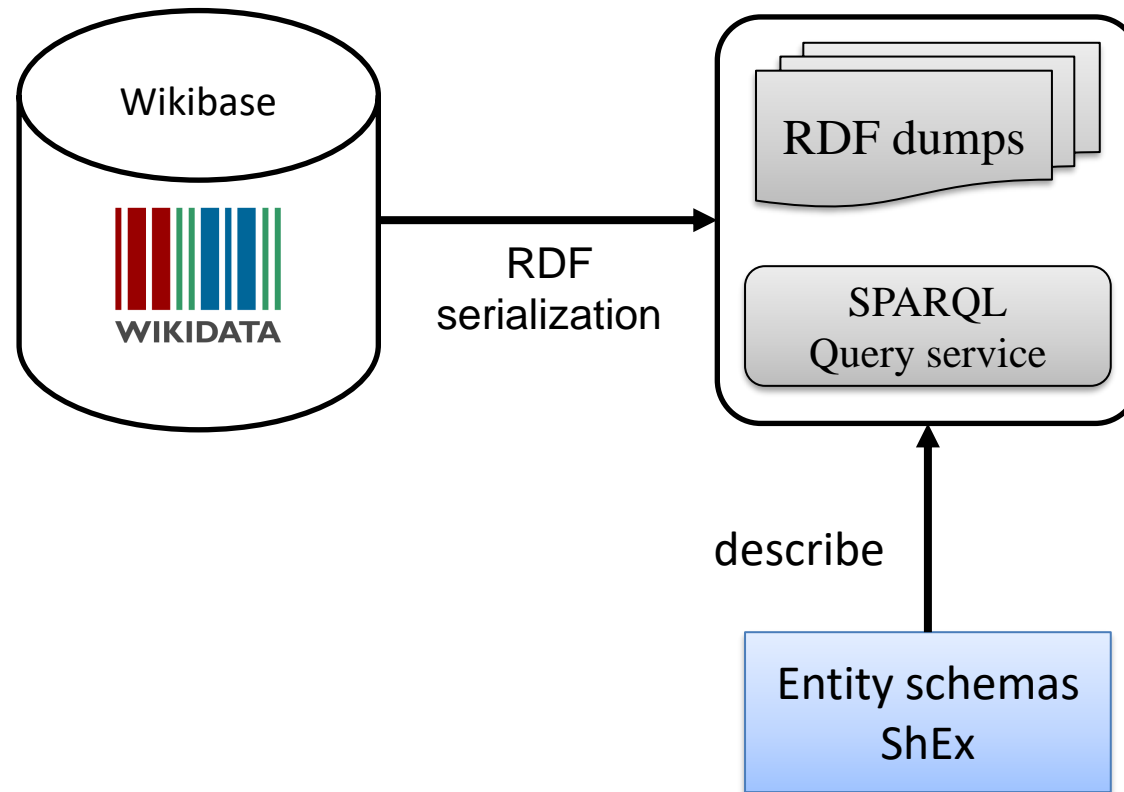 Wikibase
WIKIDATA
RDF
serialization
RDF dumps
SPARQL
Query service
describe
Entity schemas
ShEx